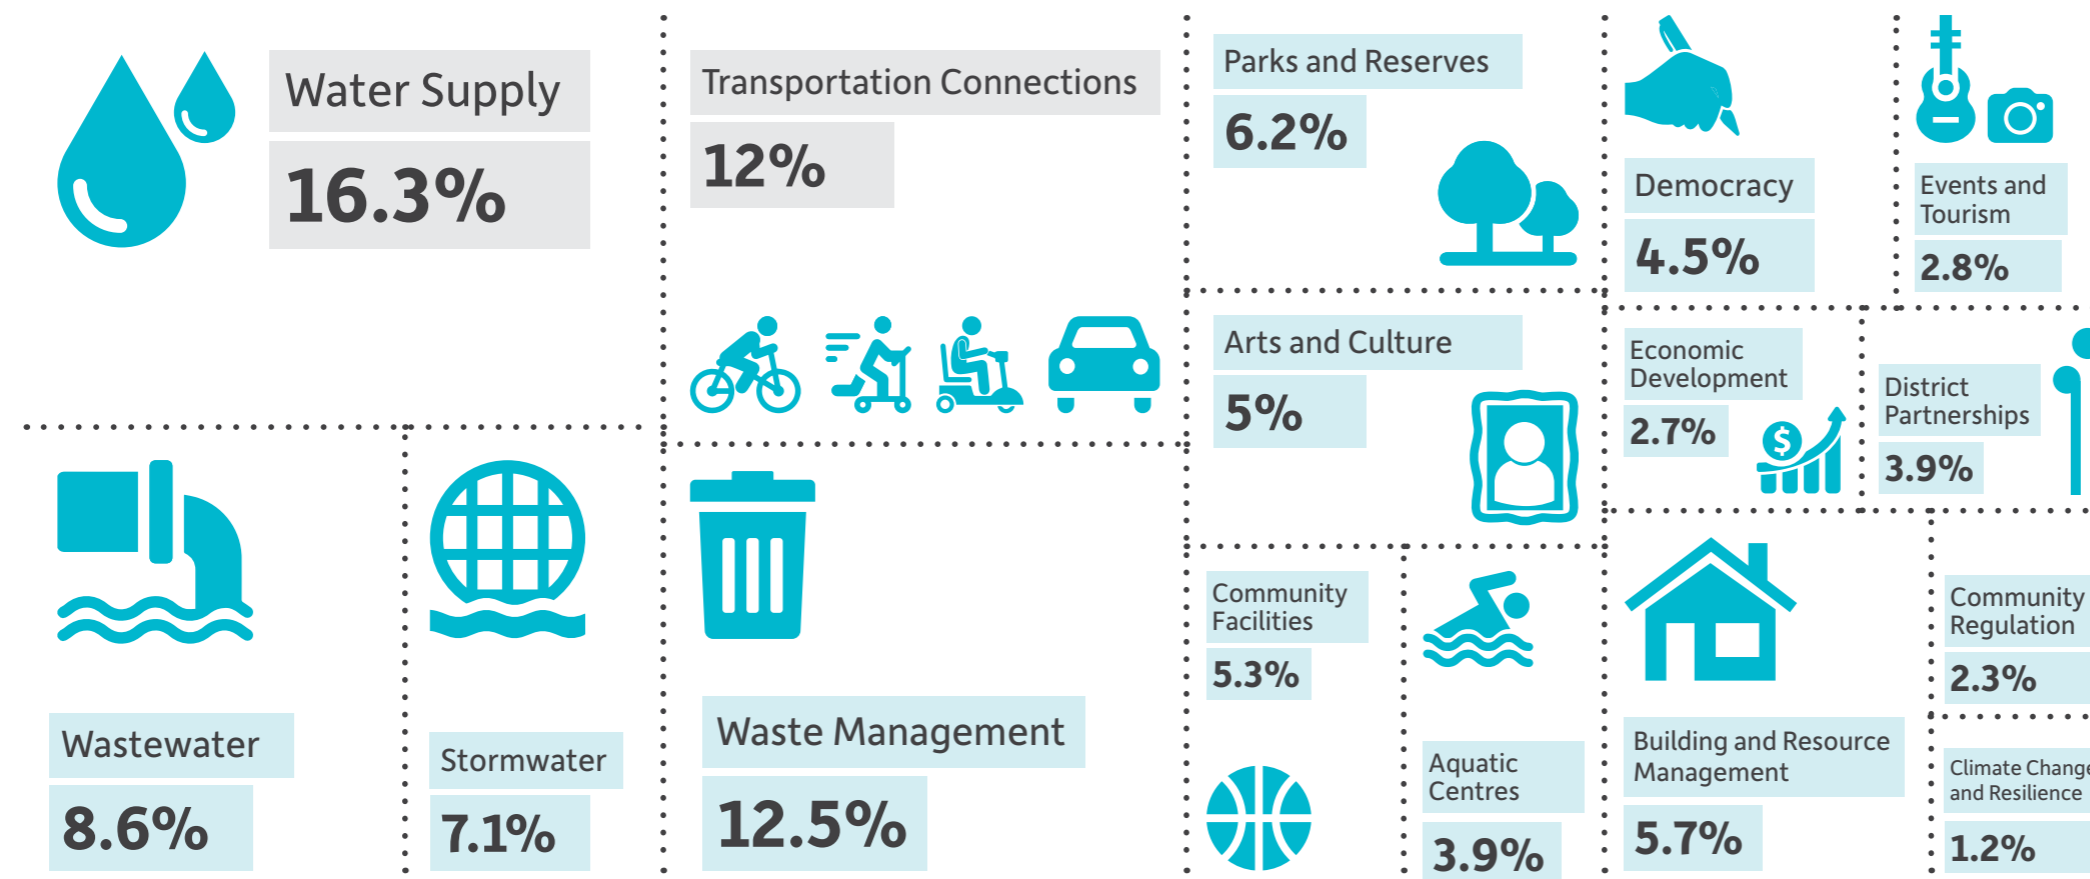 Water Supply
16.3%
Transportation Connections
12%
Parks and Reserves
6.2%
Democracy
4.5%
Events and
Tourism
2.8%
Arts and Culture
5%
Economic
Development
2.7%
$
District
Partnerships
3.9%
Wastewater
8.6%
Stormwater
7.1%
Waste Management
12.5%
Community
Facilities
5.3%
Aquatic
Centres
3.9%
Building and Resource
Management
5.7%
Community
Regulation
2.3%
Climate Change
and Resilience
1.2%